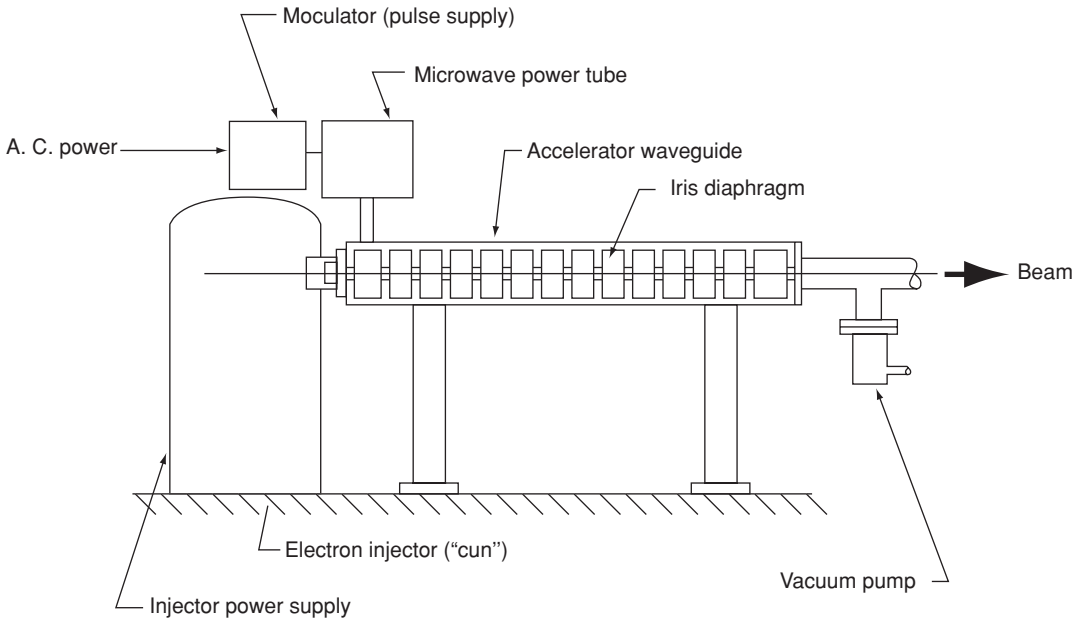 Moculator (pulse supply)
Microwave power tube
A. C. power
Accelerator waveguide
Iris diaphragm
Beam
Electron injector (“cun’’)
Vacuum pump
Injector power supply